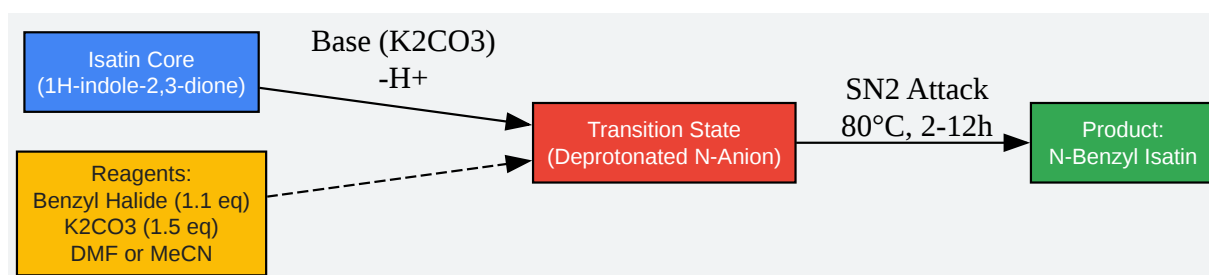 Isatin Core
(1H-indole-2,3-dione)
Base (K2CO3)
-H+
Reagents:
Benzyl Halide (1.1 eq)
K2CO3 (1.5 eq)
DMF or MeCN
Transition State
(Deprotonated N-Anion)
SN2 Attack
80°C, 2-12h
Product:
N-Benzyl Isatin